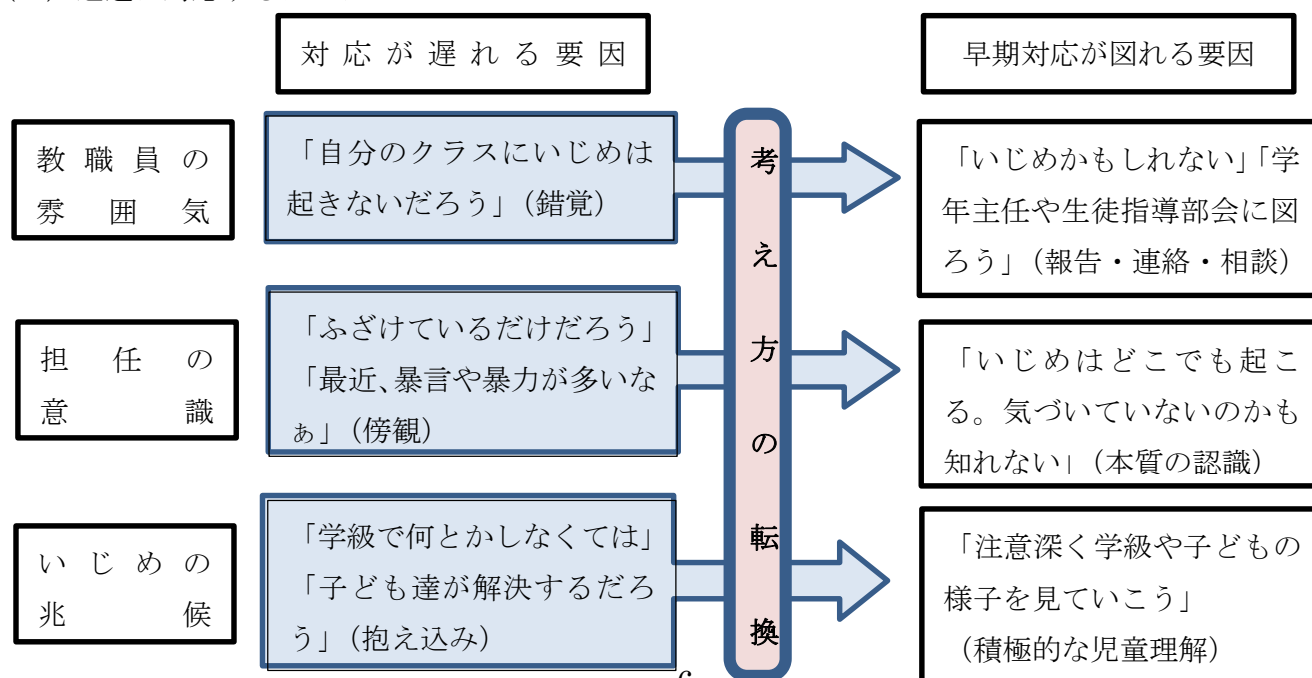 対応が遅れる要因
早期対応が図れる要因
教職員の
雰囲気
「自分のクラスにいじめは
起きないだろう」（錯覚）
「いじめかもしれない」「学
年主任や生徒指導部会に図
ろう」（報告・連絡・相談）
担任の
意識
「ふざけているだけだろう」
「最近、暴言や暴力が多いな
ぁ」（傍観）
「いじめはどこでも起こ
る。気づいていないのかも
知れない」（本質の認識）
いじめの
兆候
「学級で何とかしなくては」
「子ども達が解決するだろ
う」（抱え込み）
「注意深く学級や子どもの
様子を見ていこう」
（積極的な児童理解）
考え方の転換